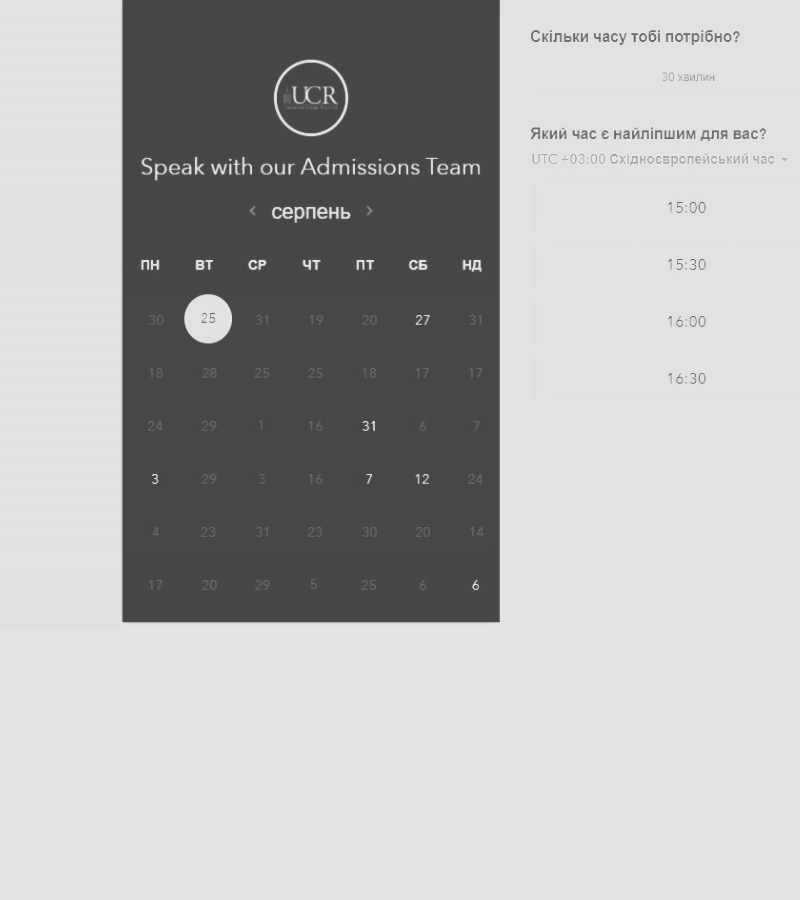 UCR
Speak with our Admissions Team
серпень
ПН ВТ СР ЧТ ПТ СБ НД
30 25 31 19 20 27 31
18 28 25 25 18 17 17
24 29 1 16 31 6 7
3 29 3 16 7 12 24
4 23 31 23 30 20 14
17 20 29 5 25 6 6
Скільки часу тобі потрібно?
30 хвилин
Який час є найліпшим для вас?
UTC +03:00 Східноєвропейський час
15:00
15:30
16:00
16:30